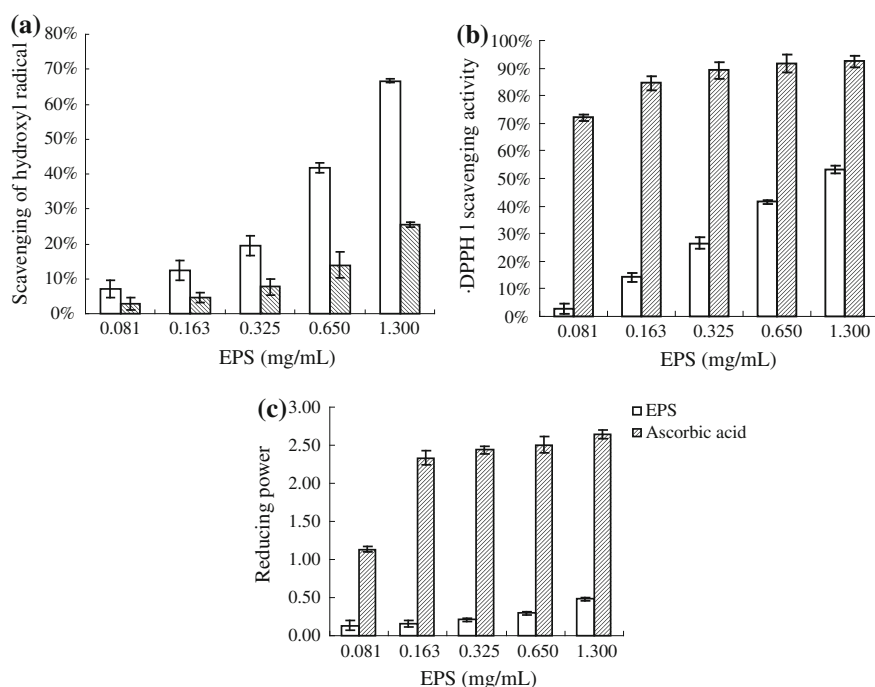 (a)
Scavenging of hydroxyl radical
80%
70%
60%
50%
40%
30%
20%
10%
0%
0.081 0.163 0.325 0.650 1.300
EPS (mg/mL)
(b)
·DPPH l scavenging activity
100%
90%
80%
70%
60%
50%
40%
30%
20%
10%
0%
0.081 0.163 0.325 0.650 1.300
EPS (mg/mL)
(c)
Reducing power
3.00
2.50
2.00
1.50
1.00
0.50
0.00
0.081 0.163 0.325 0.650 1.300
EPS (mg/mL)
EPS
Ascorbic acid